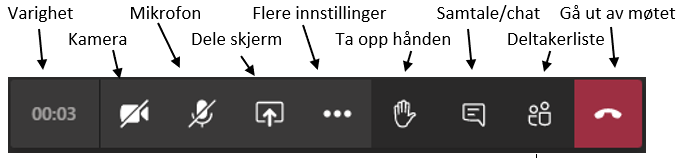 Varighet Mikrofon Flere innstillinger Samtale/chat Gå ut av møtet
Kamera Dele skjerm Ta opp hånden Deltakerliste
00:03